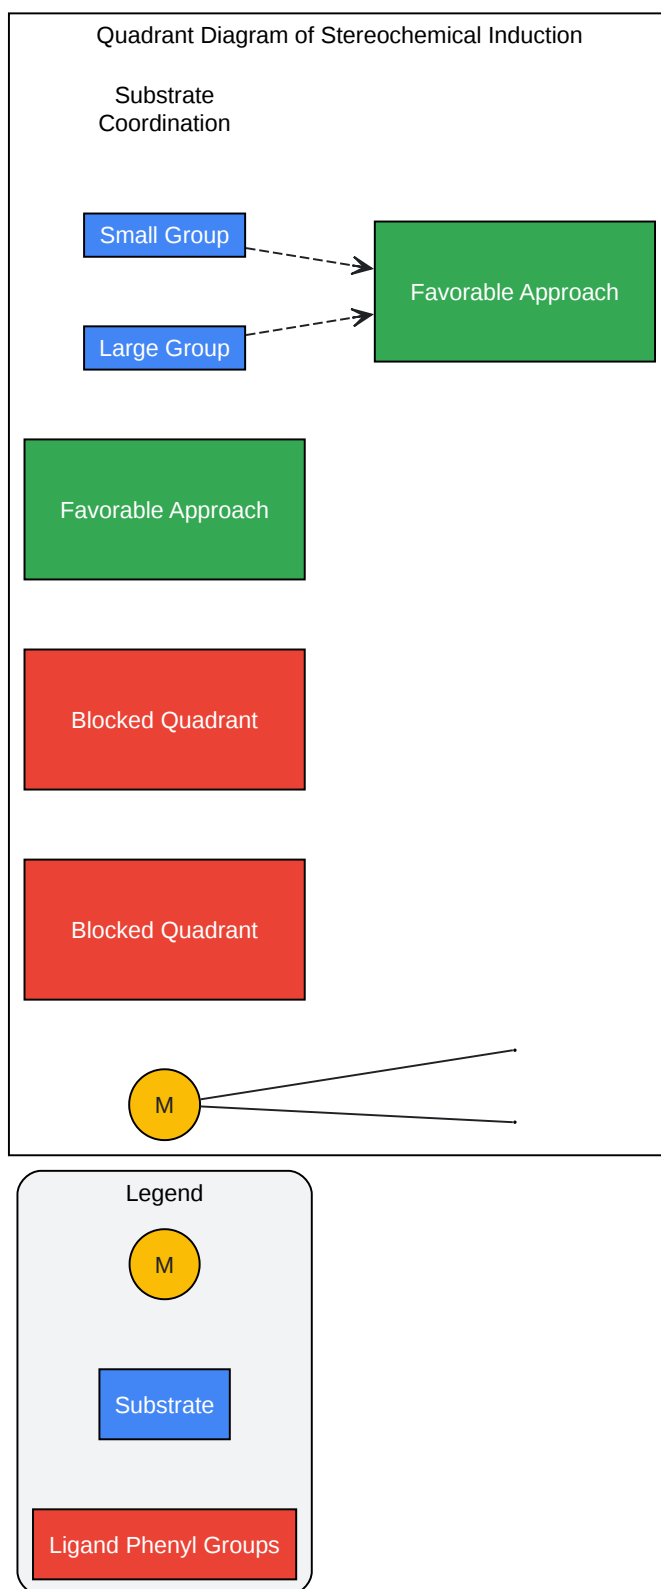 Quadrant Diagram of Stereochemical Induction
Substrate
Coordination
Small Group
Favorable Approach
Large Group
Favorable Approach
Blocked Quadrant
Blocked Quadrant
M
Legend
M
Substrate
Ligand Phenyl Groups